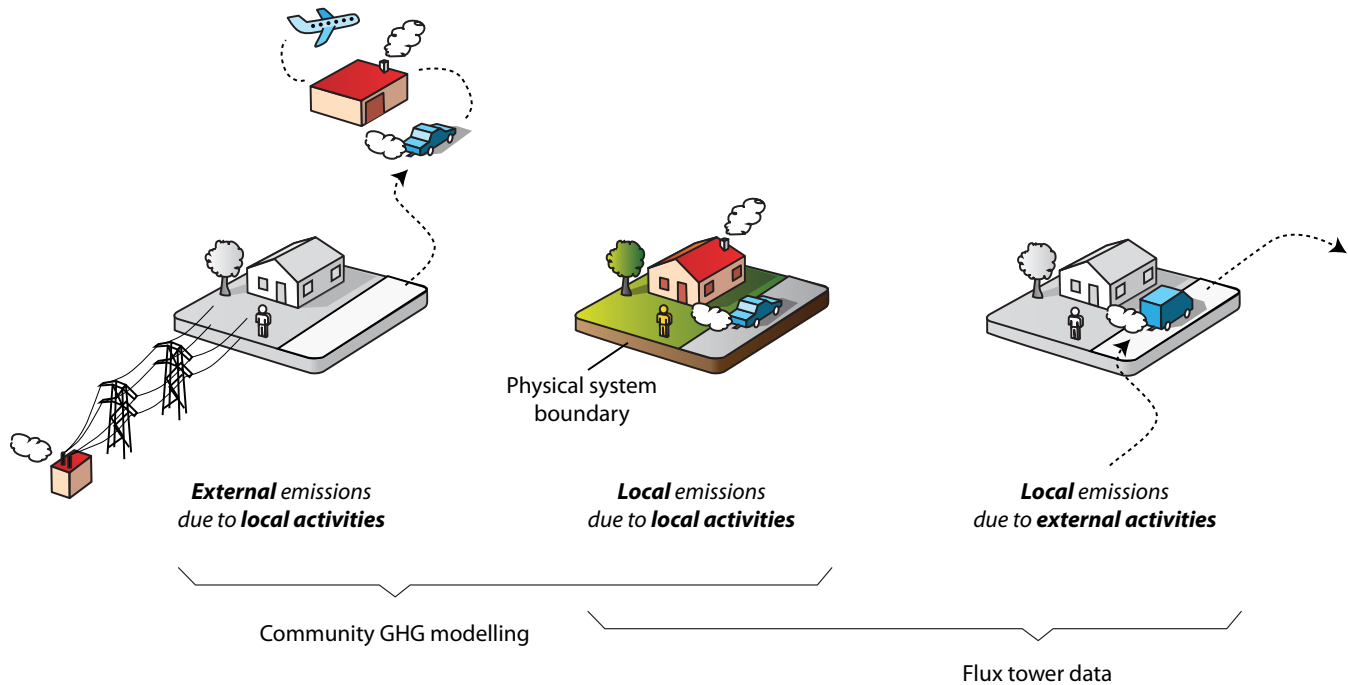 Physical system
boundary
External emissions
due to local activities
Local emissions
due to local activities
Local emissions
due to external activities
Community GHG modelling
Flux tower data